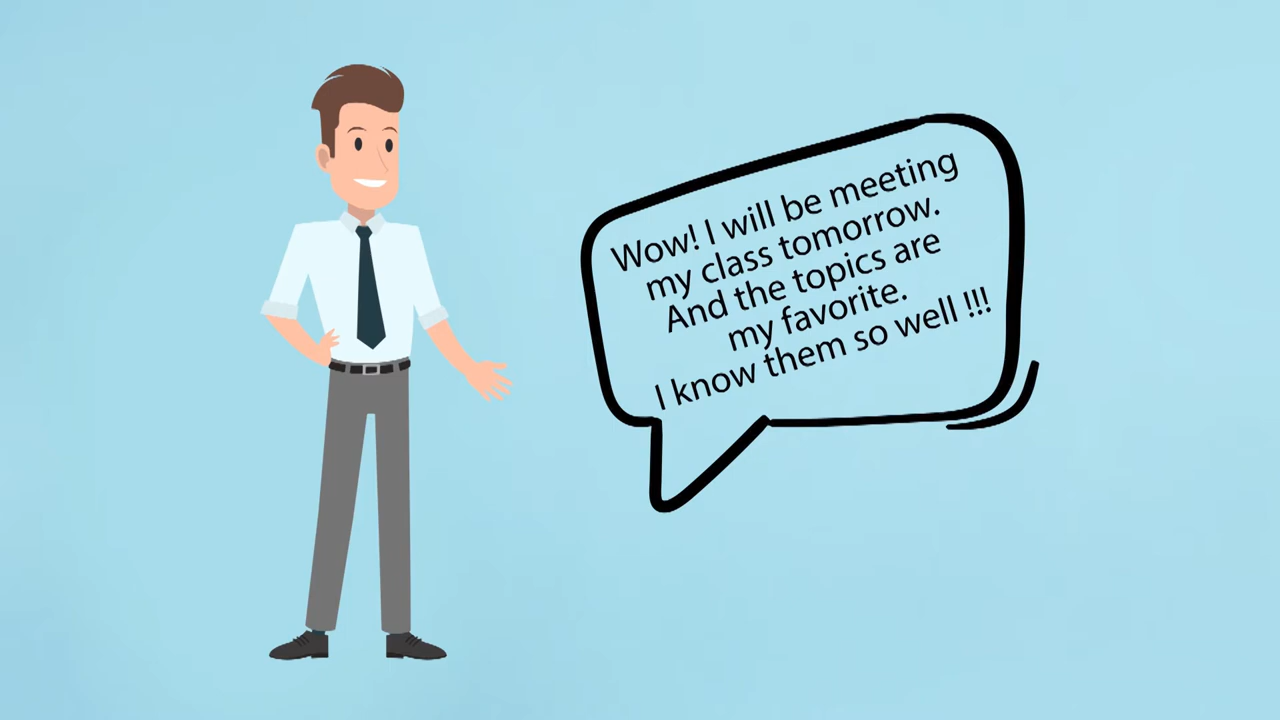 Wow! I will be meeting
my class tomorrow.
And the topics are
my favorite.
I know them so well !!!